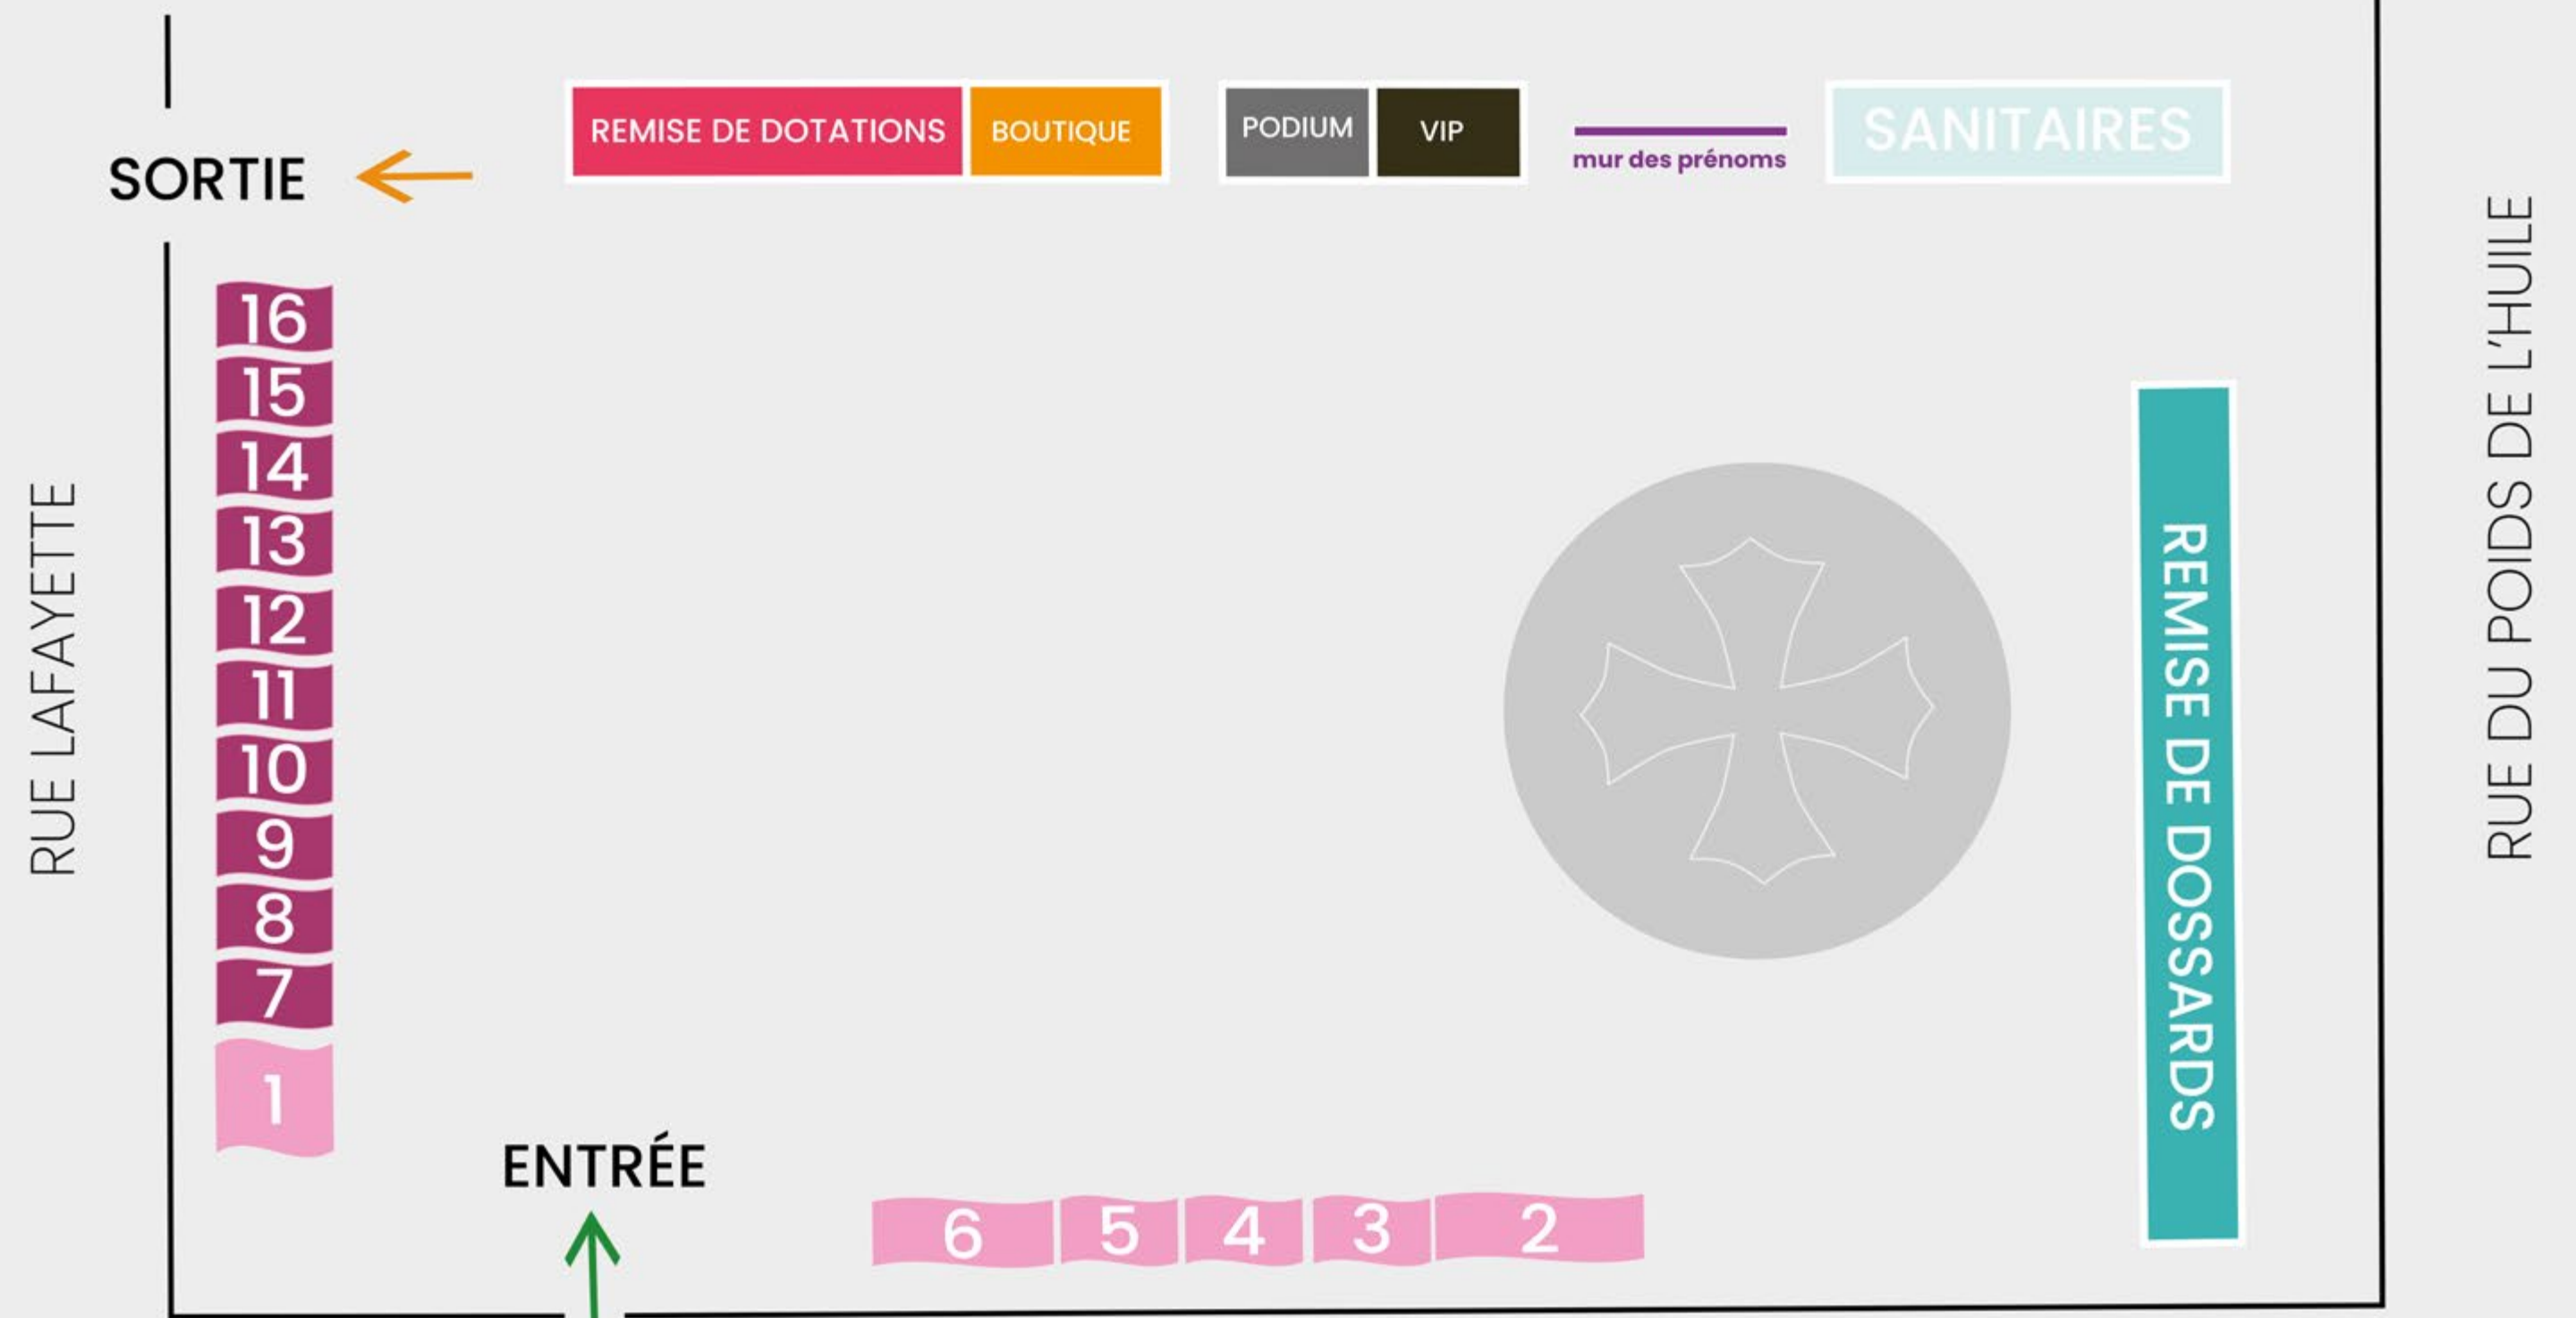 REMISE DE DOTATIONS
BOUTIQUE
PODIUM
VIP
mur des prénoms
SANITAIRES
SORTIE
RUE LAFAYETTE
16
15
14
13
12
11
10
9
8
7
1
ENTRÉE
6
5
4
3
2
REMISE DE DOSSARDS
RUE DU POIDS DE L'HUILE